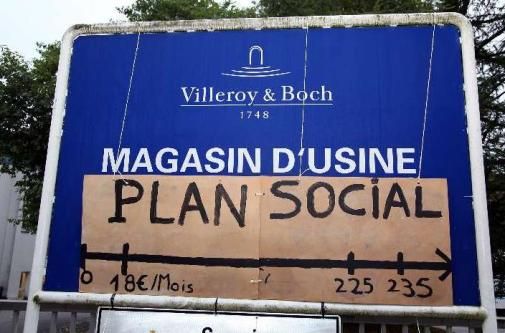 Villeroy & Boch
1748
MAGASIN D'USINE
PLAN SOCIAL
0 18€/Mois 225 235